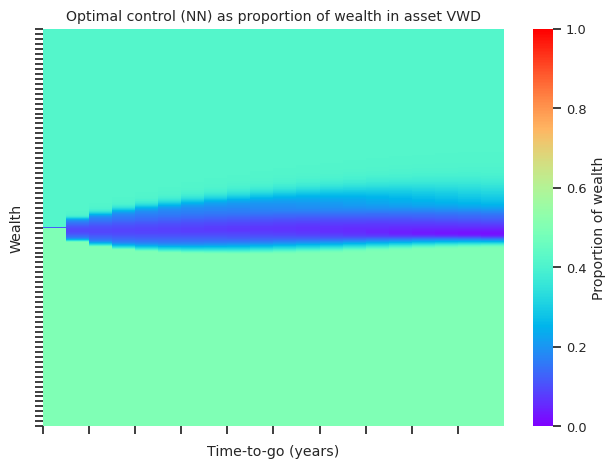 Optimal control (NN) as proportion of wealth in asset VWD
Wealth
Time-to-go (years)
1.0
0.8
0.6
0.4
0.2
0.0
Proportion of wealth